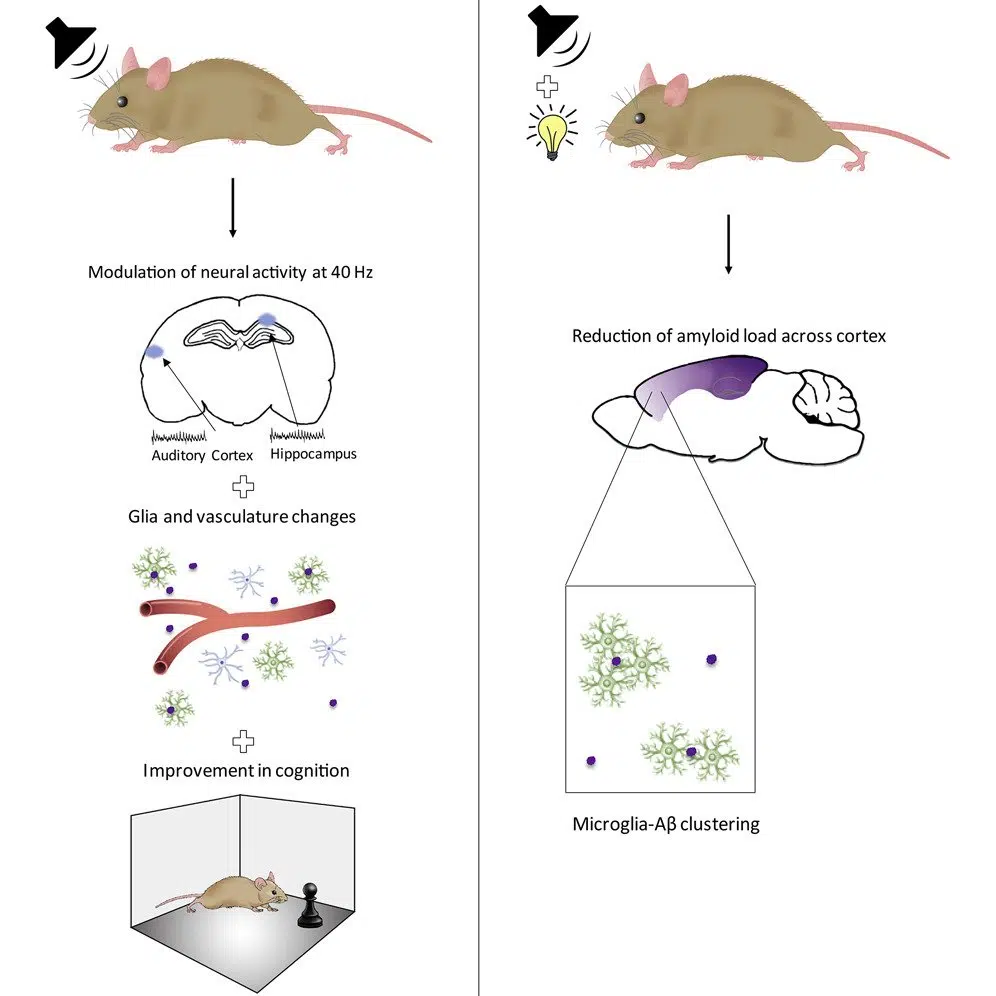 Modulation of neural activity at 40 Hz
Auditory Cortex
Hippocampus
Glia and vasculature changes
Improvement in cognition
Reduction of amyloid load across cortex
Microglia-Aβ clustering